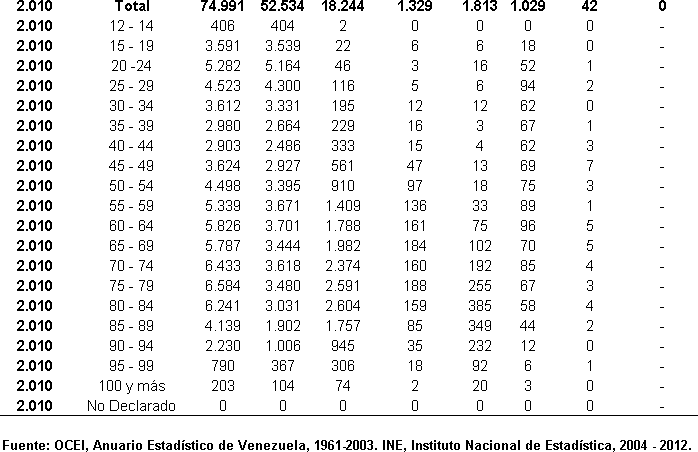 2.010 Total 74.991 52.534 18.244 1.329 1.813 1.029 42 0
2.010 12 - 14 406 404 2 0 0 0 0 -
2.010 15 - 19 3.591 3.539 22 6 6 18 0 -
2.010 20 -24 5.282 5.164 46 3 16 52 1 -
2.010 25 - 29 4.523 4.300 116 5 6 94 2 -
2.010 30 - 34 3.612 3.331 195 12 12 62 0 -
2.010 35 - 39 2.980 2.664 229 16 3 67 1 -
2.010 40 - 44 2.903 2.486 333 15 4 62 3 -
2.010 45 - 49 3.624 2.927 561 47 13 69 7 -
2.010 50 - 54 4.498 3.395 910 97 18 75 3 -
2.010 55 - 59 5.339 3.671 1.409 136 33 89 1 -
2.010 60 - 64 5.826 3.701 1.788 161 75 96 5 -
2.010 65 - 69 5.787 3.444 1.982 184 102 70 5 -
2.010 70 - 74 6.433 3.618 2.374 160 192 85 4 -
2.010 75 - 79 6.584 3.480 2.591 188 255 67 3 -
2.010 80 - 84 6.241 3.031 2.604 159 385 58 4 -
2.010 85 - 89 4.139 1.902 1.757 85 349 44 2 -
2.010 90 - 94 2.230 1.006 945 35 232 12 0 -
2.010 95 - 99 790 367 306 18 92 6 1 -
2.010 100 y más 203 104 74 2 20 3 0 -
2.010 No Declarado 0 0 0 0 0 0 0 -
Fuente: OCEI, Anuario Estadístico de Venezuela, 1961-2003. INE, Instituto Nacional de Estadística, 2004 - 2012.